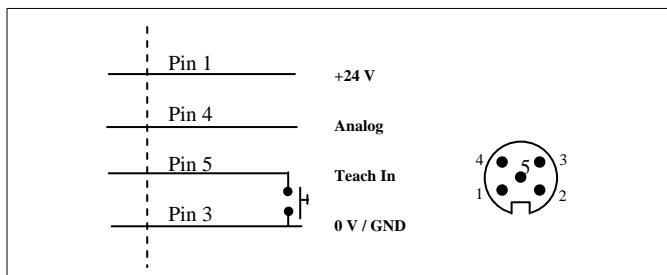 Pin 1
+24 V
Pin 4
Analog
Pin 5
Teach In
Pin 3
0 V / GND
4 5 3
1 2